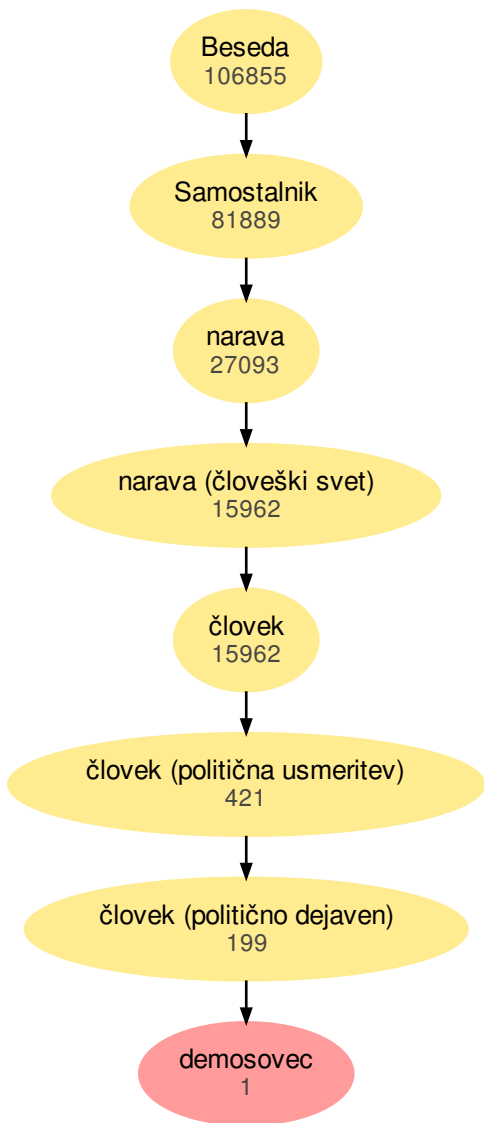 Beseda
106855
Samostalnik
81889
narava
27093
narava (človeški svet)
15962
človek
15962
človek (politična usmeritev)
421
človek (politično dejaven)
199
demosovec
1